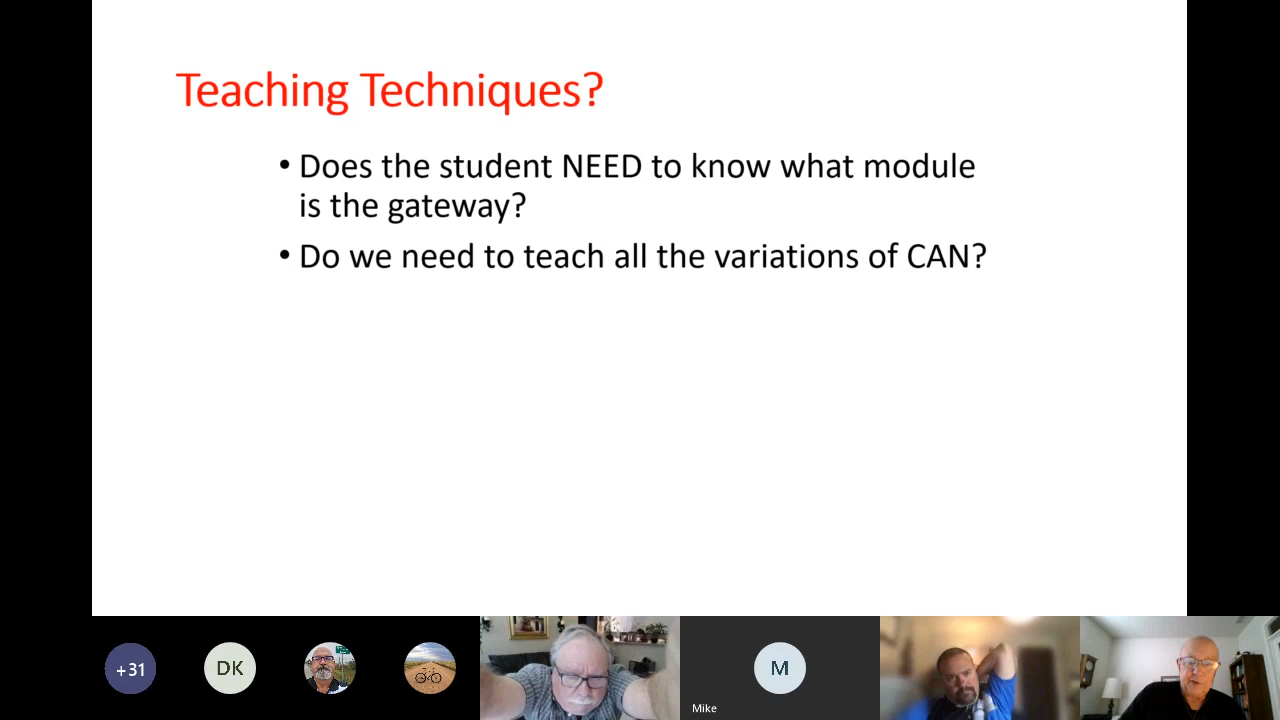 Teaching Techniques?
• Does the student NEED to know what module
is the gateway?
• Do we need to teach all the variations of CAN?
+31
DK
M
Mike